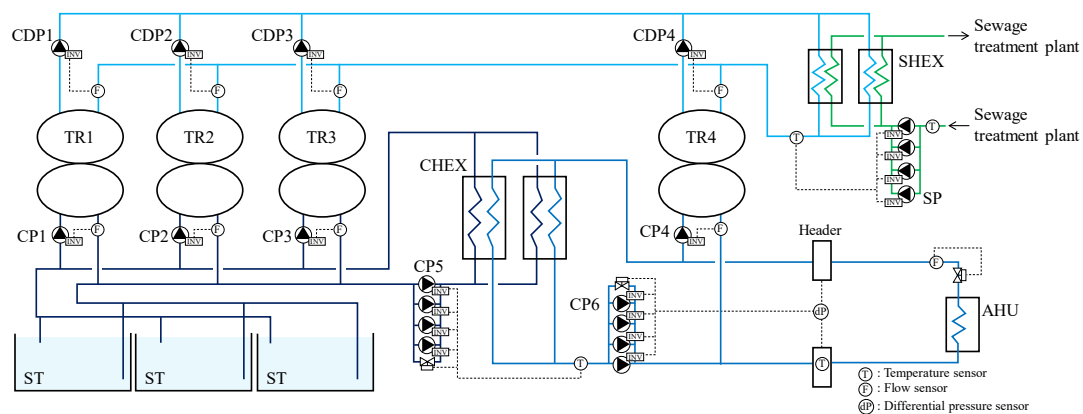 CDP1
INV
CDP2
INV
CDP3
INV
CDP4
INV
Sewage
treatment plant
SHEX
F
F
F
F
TR1
TR2
TR3
TR4
T
T
Sewage
treatment plant
INV
INV
INV
INV
SP
CHEX
CP1
INV
F
CP2
INV
F
CP3
INV
F
CP4
INV
F
Header
F
CP5
INV
INV
INV
INV
CP6
INV
INV
INV
INV
dP
AHU
T
T
ST
ST
ST
T : Temperature sensor
F : Flow sensor
dP : Differential pressure sensor